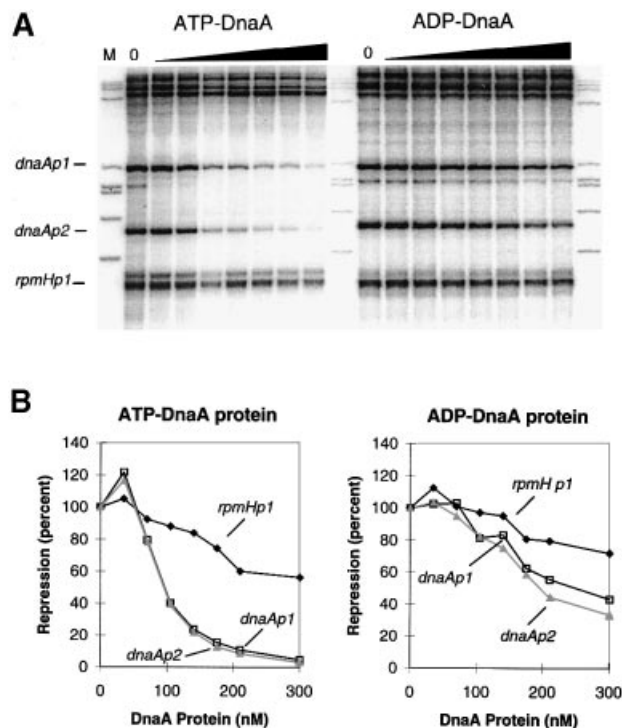 A
ATP-DnaA
ADP-DnaA
M 0
0
dnaAp1
dnaAp2
rpmHp1
B
ATP-DnaA protein
140
120
100
80
60
40
20
0
Repression (percent)
rpmHp1
dnaAp1
dnaAp2
0 100 200 300
DnaA Protein (nM)
ADP-DnaA protein
140
120
100
80
60
40
20
0
Repression (percent)
rpmH p1
dnaAp1
dnaAp2
0 100 200 300
DnaA Protein (nM)